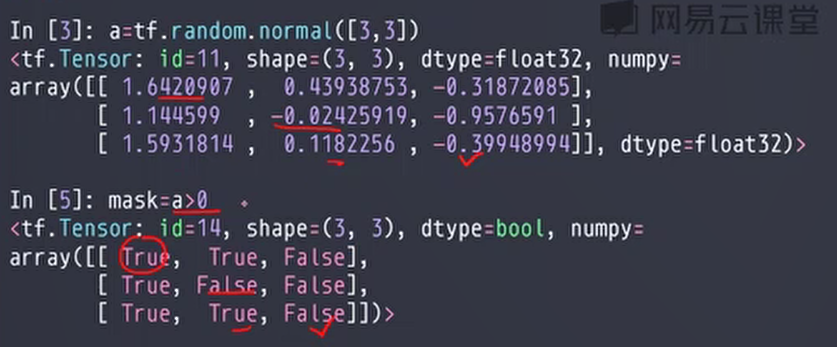 网易云课堂
In [3]: a=tf.random.normal([3,3])
<tf.Tensor: id=11, shape=(3, 3), dtype=float32, numpy=
array([[ 1.6420907 , 0.43938753, -0.31872085],
[ 1.144599 , -0.02425919, -0.9576591 ],
[ 1.5931814 , 0.1182256 , -0.39948994]], dtype=float32)>
In [5]: mask=a>0
<tf.Tensor: id=14, shape=(3, 3), dtype=bool, numpy=
array([[ True, True, False],
[ True, False, False],
[ True, True, False]])>